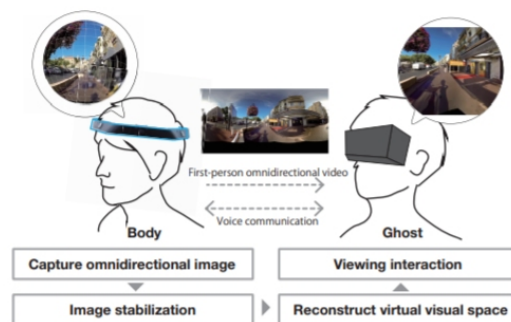 First-person omnidirectional video
Voice communication
Body
Ghost
Capture omnidirectional image
Viewing interaction
Image stabilization
Reconstruct virtual visual space